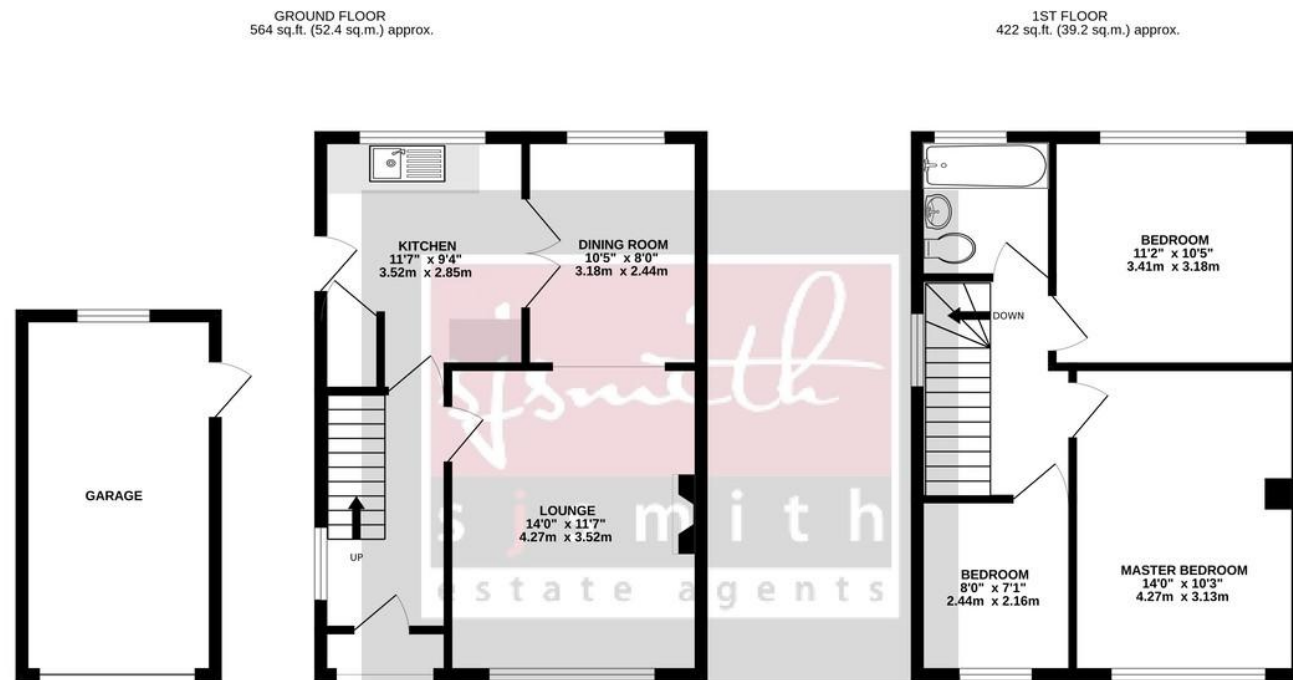 GROUND FLOOR
564 sq.ft. (52.4 sq.m.) approx.
1ST FLOOR
422 sq.ft. (39.2 sq.m.) approx.
KITCHEN
11'7" x 9'4"
3.52m x 2.85m
DINING ROOM
10'5" x 8'0"
3.18m x 2.44m
BEDROOM
11'2" x 10'5"
3.41m x 3.18m
DOWN
sjsmith
GARAGE
LOUNGE
14'0" x 11'7"
4.27m x 3.52m
sj smith
UP
estate agents
BEDROOM
8'0" x 7'1"
2.44m x 2.16m
MASTER BEDROOM
14'0" x 10'3"
4.27m x 3.13m